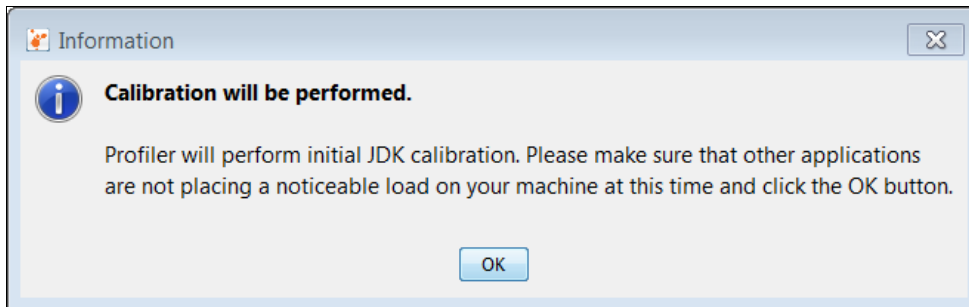 Information
Calibration will be performed.
Profiler will perform initial JDK calibration. Please make sure that other applications
are not placing a noticeable load on your machine at this time and click the OK button.
OK